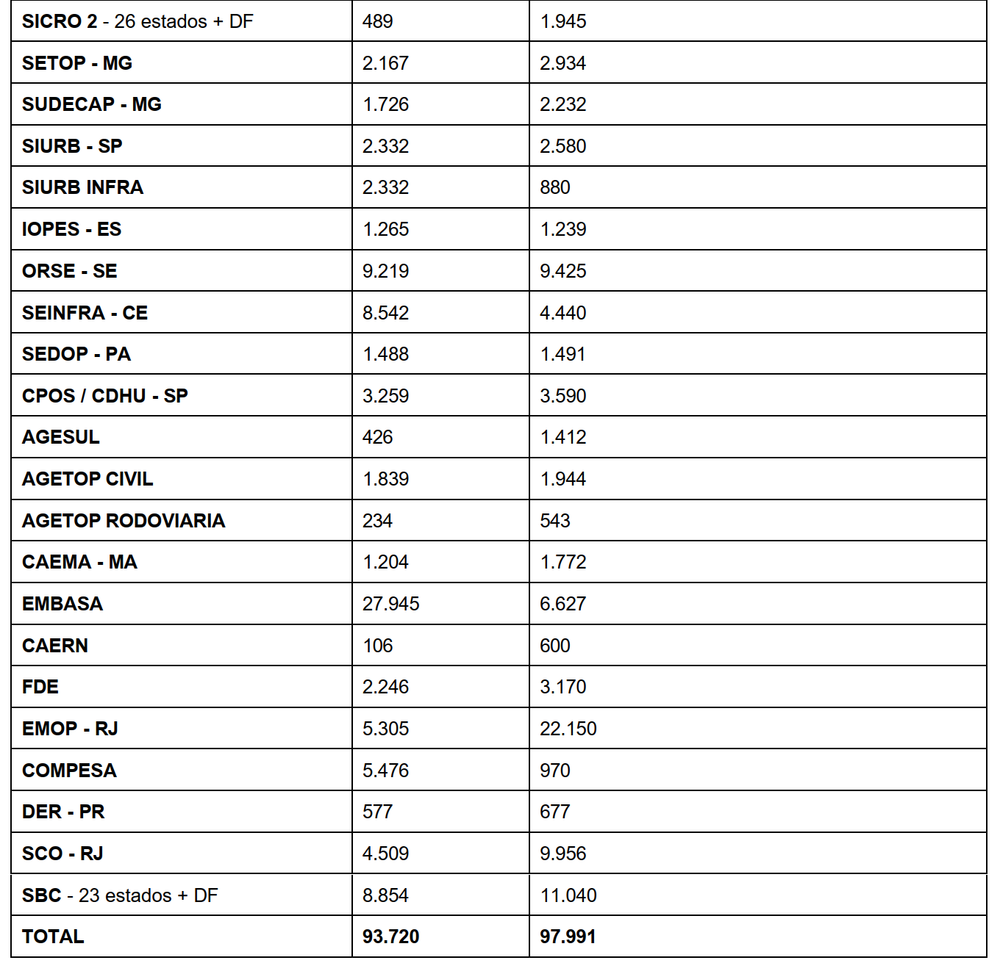 SICRO 2 - 26 estados + DF 489 1.945
SETOP - MG 2.167 2.934
SUDECAP - MG 1.726 2.232
SIURB - SP 2.332 2.580
SIURB INFRA 2.332 880
IOPES - ES 1.265 1.239
ORSE - SE 9.219 9.425
SEINFRA - CE 8.542 4.440
SEDOP - PA 1.488 1.491
CPOS / CDHU - SP 3.259 3.590
AGESUL 426 1.412
AGETOP CIVIL 1.839 1.944
AGETOP RODOVIARIA 234 543
CAEMA - MA 1.204 1.772
EMBASA 27.945 6.627
CAERN 106 600
FDE 2.246 3.170
EMOP - RJ 5.305 22.150
COMPESA 5.476 970
DER - PR 577 677
SCO - RJ 4.509 9.956
SBC - 23 estados + DF 8.854 11.040
TOTAL 93.720 97.991